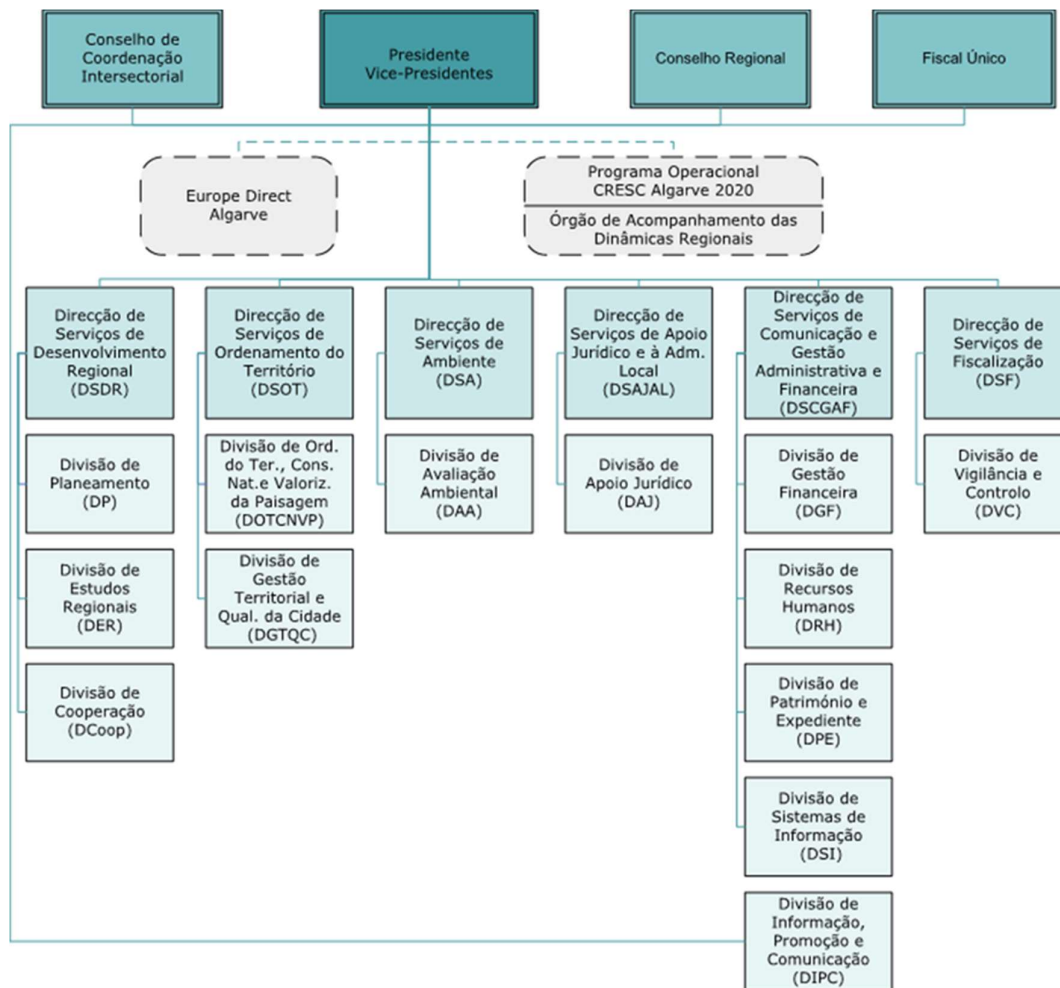 Conselho de
Coordenação
Intersectorial
Presidente
Vice-Presidentes
Conselho Regional
Fiscal Único
Europe Direct
Algarve
Programa Operacional
CRESC Algarve 2020
Órgão de Acompanhamento das
Dinâmicas Regionais
Direcção de
Serviços de
Desenvolvimento
Regional
(DSDR)
Direcção de
Serviços de
Ordenamento do
Território
(DSOT)
Direcção de
Serviços de
Ambiente
(DSA)
Direcção de
Serviços de Apoio
Jurídico e à Adm.
Local
(DSAJAL)
Direcção de
Serviços de
Comunicação e
Gestão
Administrativa e
Financeira
(DSCGAF)
Direcção de
Serviços de
Fiscalização
(DSF)
Divisão de
Planeamento
(DP)
Divisão de Ord.
do Ter., Cons.
Nat.e Valoriz.
da Paisagem
(DOTCNVP)
Divisão de
Avaliação
Ambiental
(DAA)
Divisão de
Apoio Jurídico
(DAJ)
Divisão de
Gestão
Financeira
(DGF)
Divisão de
Vigilância e
Controlo
(DVC)
Divisão de
Estudos
Regionais
(DER)
Divisão de
Gestão
Territorial e
Qual. da Cidade
(DGTQC)
Divisão de
Recursos
Humanos
(DRH)
Divisão de
Cooperação
(DCoop)
Divisão de
Património e
Expediente
(DPE)
Divisão de
Sistemas de
Informação
(DSI)
Divisão de
Informação,
Promoção e
Comunicação
(DIPC)